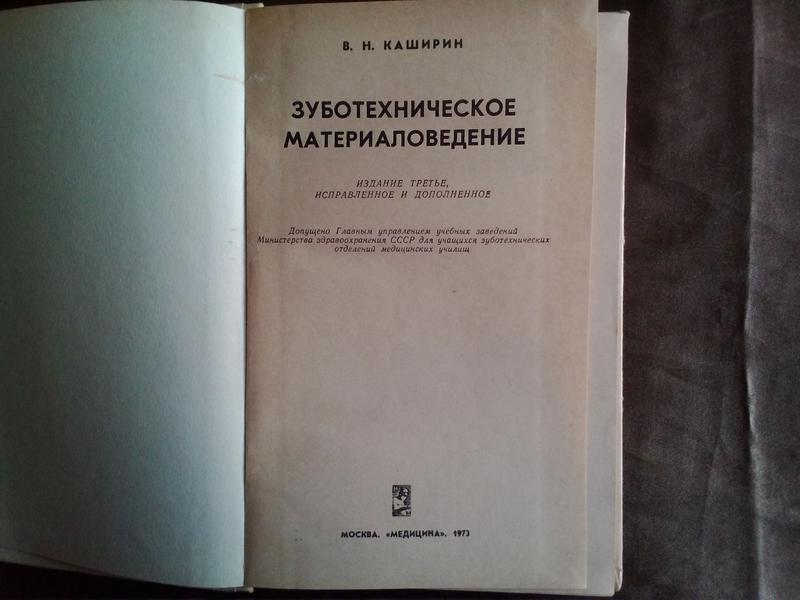 В. Н. КАШИРИН
ЗУБОТЕХНИЧЕСКОЕ
МАТЕРИАЛОВЕДЕНИЕ
ИЗДАНИЕ ТРЕТЬЕ,
ИСПРАВЛЕННОЕ И ДОПОЛНЕННОЕ
Допущено Главным управлением учебных заведений
Министерства здравоохранения СССР для учащихся зуботехнических
отделений медицинских училищ
МОСКВА. «МЕДИЦИНА». 1973